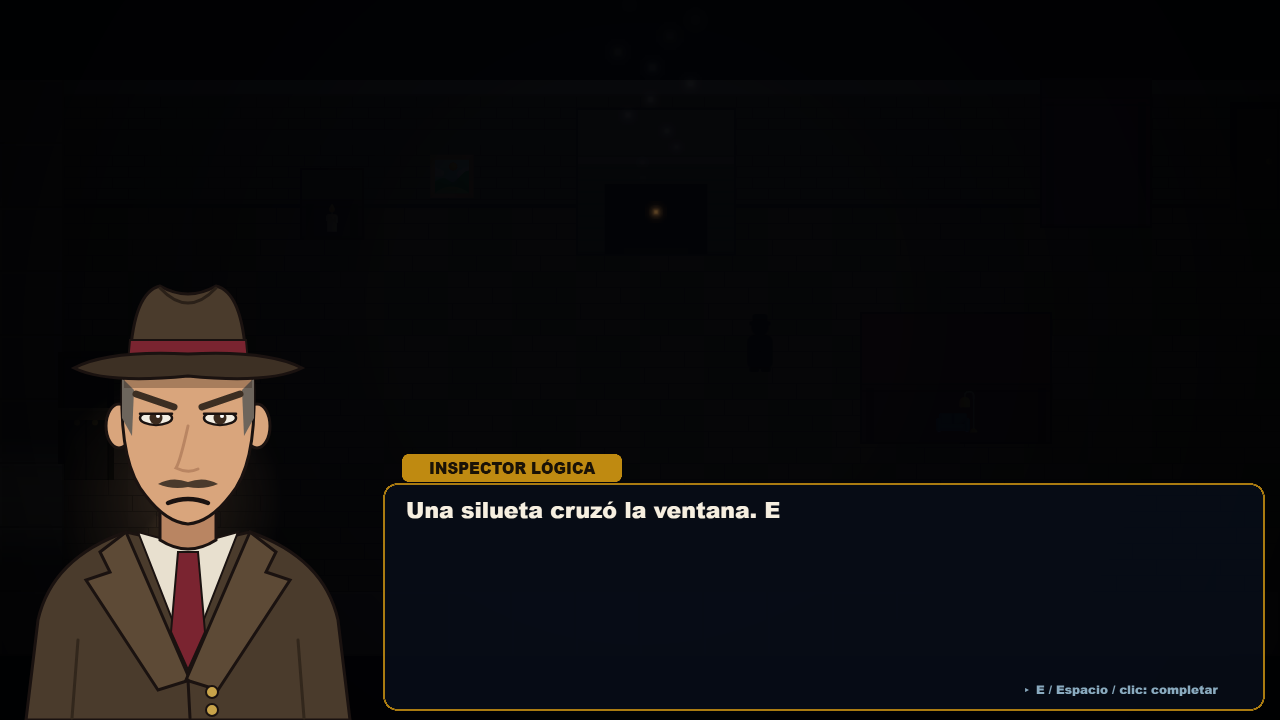 INSPECTOR LÓGICA
Una silueta cruzó la ventana. E
‣ E / Espacio / clic: completar